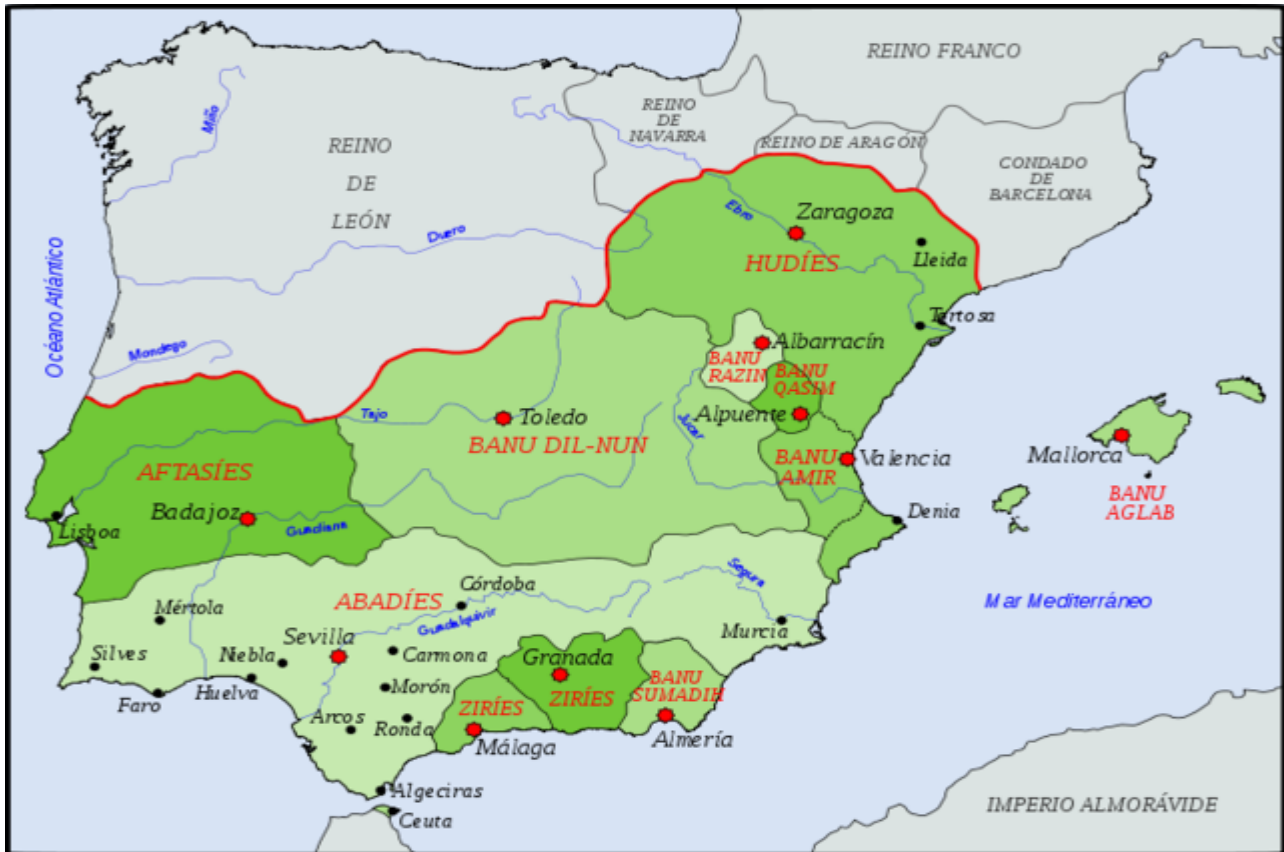 REINO FRANCO
REINO
DE
NAVARRA
REINO DE ARAGÓN
CONDADO
DE
BARCELONA
REINO
DE
LEÓN
Miño
Duero
Ebro
Zaragoza
HUDÍES
Lleida
Océano Atlántico
Mondego
Tortosa
Albarracín
BANU
RAZIN
BANU
QASIM
Alpuente
Júcar
Tajo
Toledo
BANU DIL-NUN
AFTASÍES
Badajoz
Lisboa
Guadiana
BANU
AMIR
Valencia
Denia
Mallorca
BANU
AGLAB
Mar Mediterráneo
Segura
Murcia
Córdoba
ABADÍES
Guadalquivir
Mértola
Sevilla
Silves
Niebla
Carmona
Huelva
Faro
Morón
Arcos
Ronda
Granada
ZIRÍES
ZIRÍES
Málaga
BANU
SUMADIH
Almería
Algeciras
Ceuta
IMPERIO ALMORÁVIDE